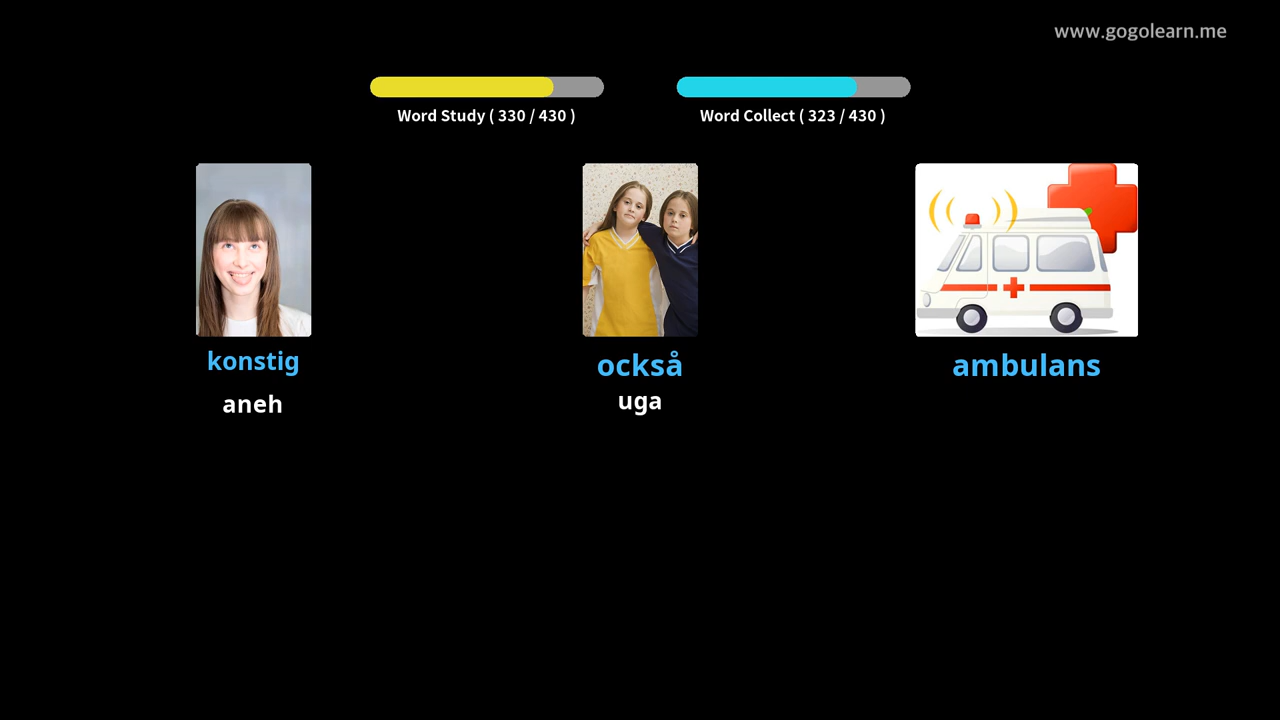 www.gogolearn.me
Word Study ( 330 / 430 )
Word Collect ( 323 / 430 )
konstig
också
ambulans
aneh
uga